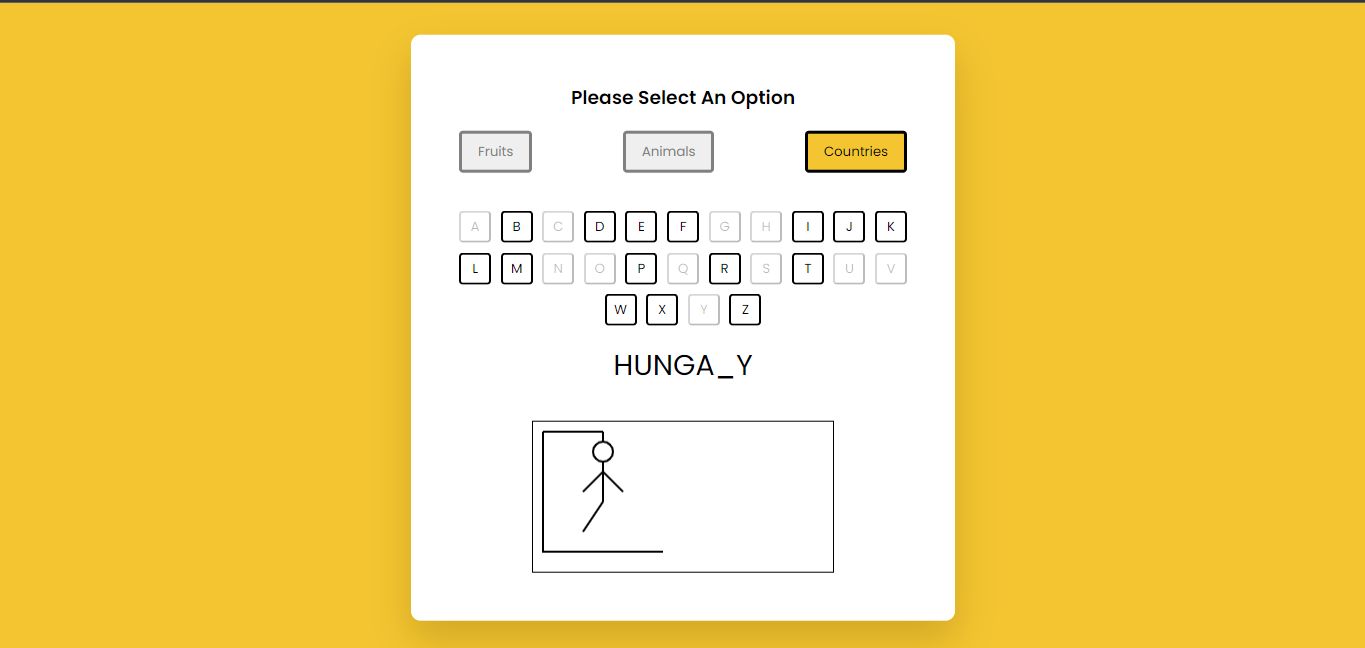 Please Select An Option
Fruits Animals Countries
A B C D E F G H I J K
L M N O P Q R S T U V
W X Y Z
HUNGA_Y